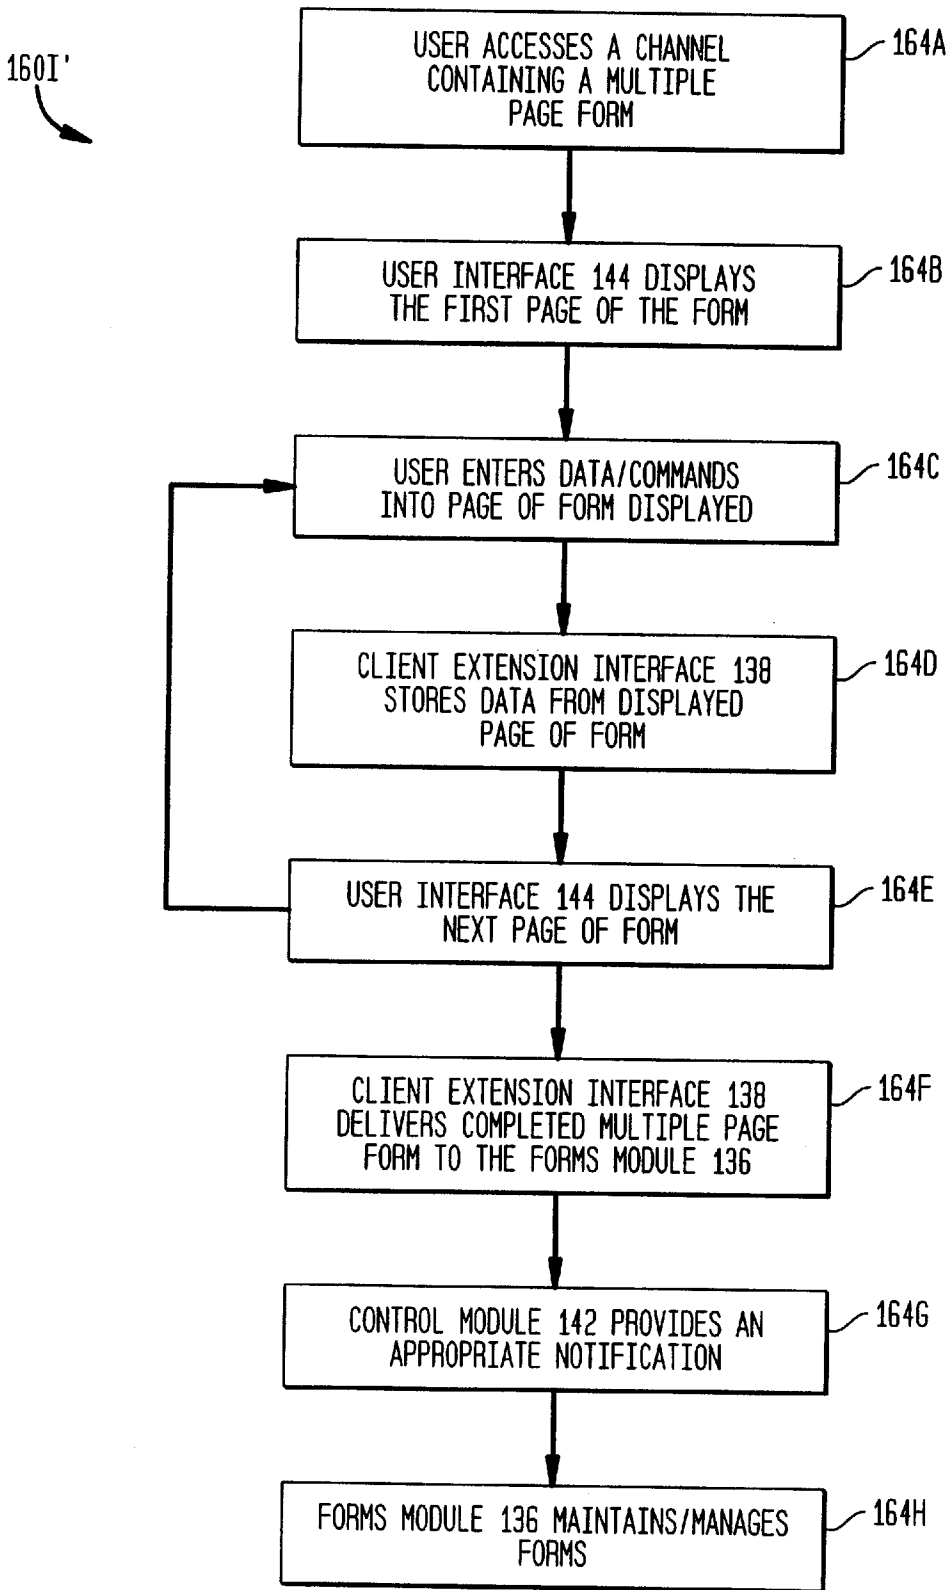 160I'
USER ACCESSES A CHANNEL
CONTAINING A MULTIPLE
PAGE FORM
164A
USER INTERFACE 144 DISPLAYS
THE FIRST PAGE OF THE FORM
164B
USER ENTERS DATA/COMMANDS
INTO PAGE OF FORM DISPLAYED
164C
CLIENT EXTENSION INTERFACE 138
STORES DATA FROM DISPLAYED
PAGE OF FORM
164D
USER INTERFACE 144 DISPLAYS THE
NEXT PAGE OF FORM
164E
CLIENT EXTENSION INTERFACE 138
DELIVERS COMPLETED MULTIPLE PAGE
FORM TO THE FORMS MODULE 136
164F
CONTROL MODULE 142 PROVIDES AN
APPROPRIATE NOTIFICATION
164G
FORMS MODULE 136 MAINTAINS/MANAGES
FORMS
164H